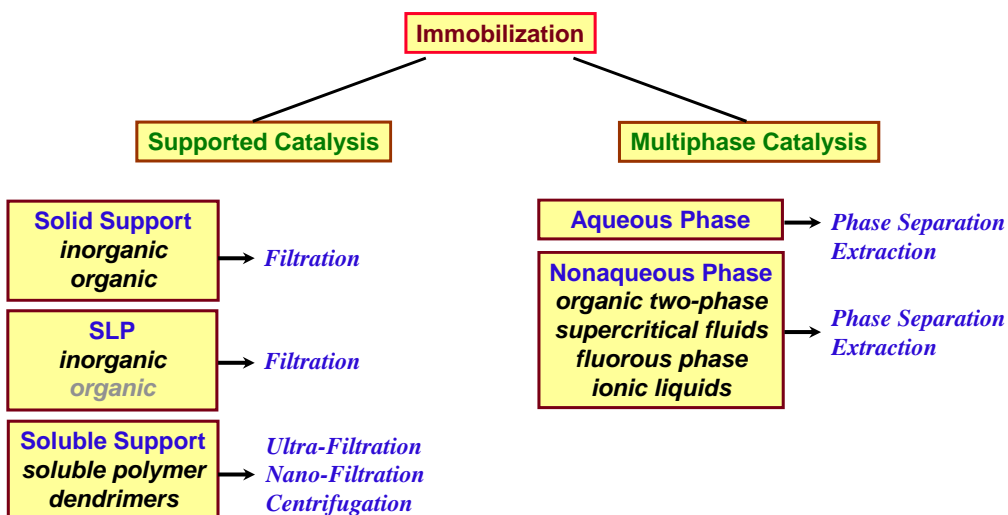 Immobilization
Supported Catalysis
Multiphase Catalysis
Solid Support
inorganic
organic
Filtration
SLP
inorganic
organic
Filtration
Soluble Support
soluble polymer
dendrimers
Ultra-Filtration
Nano-Filtration
Centrifugation
Aqueous Phase
Phase Separation
Extraction
Nonaqueous Phase
organic two-phase
supercritical fluids
fluorous phase
ionic liquids
Phase Separation
Extraction